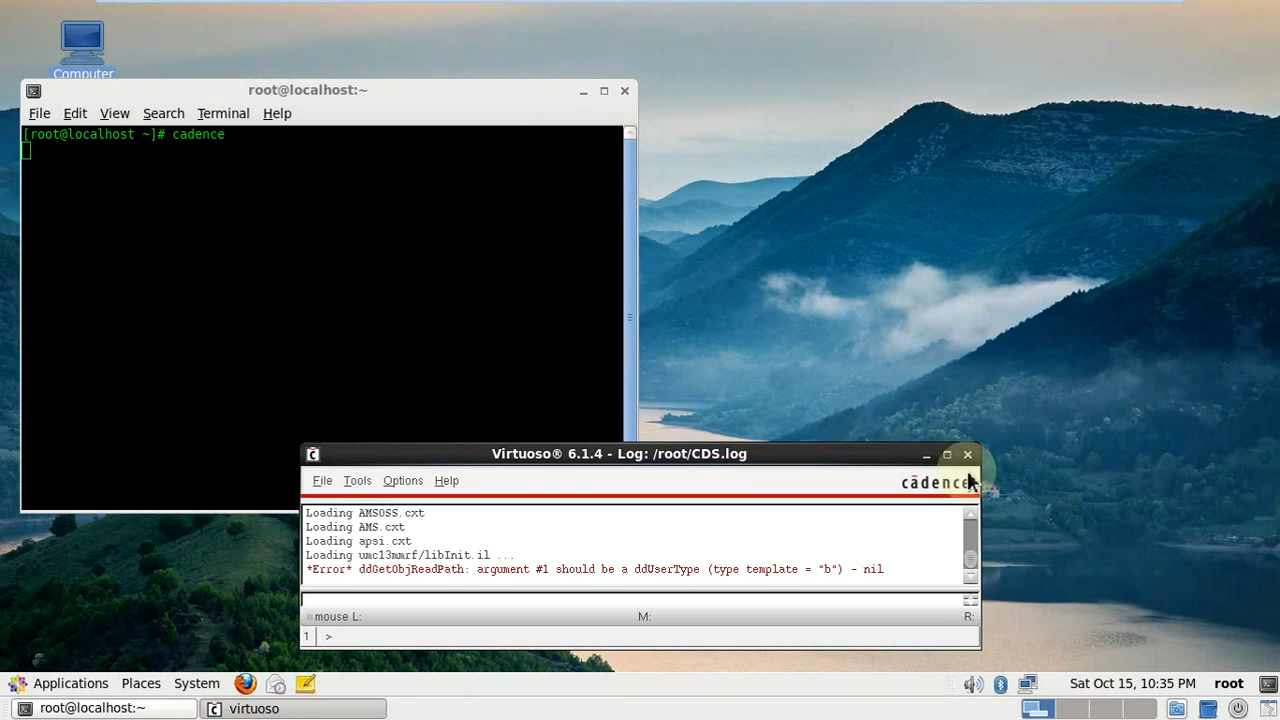 Computer
root@localhost:~
File Edit View Search Terminal Help
[root@localhost ~]# cadence
Virtuoso® 6.1.4 - Log: /root/CDS.log
File Tools Options Help
cādence
Loading AMSOSS.cxt
Loading AMS.cxt
Loading apsi.cxt
Loading umc13mmrf/libInit.il ...
*Error* ddGetObjReadPath: argument #1 should be a ddUserType (type template = "b") - nil
mouse L: M: R:
1 >
Applications Places System Sat Oct 15, 10:35 PM root
root@localhost:~ virtuoso